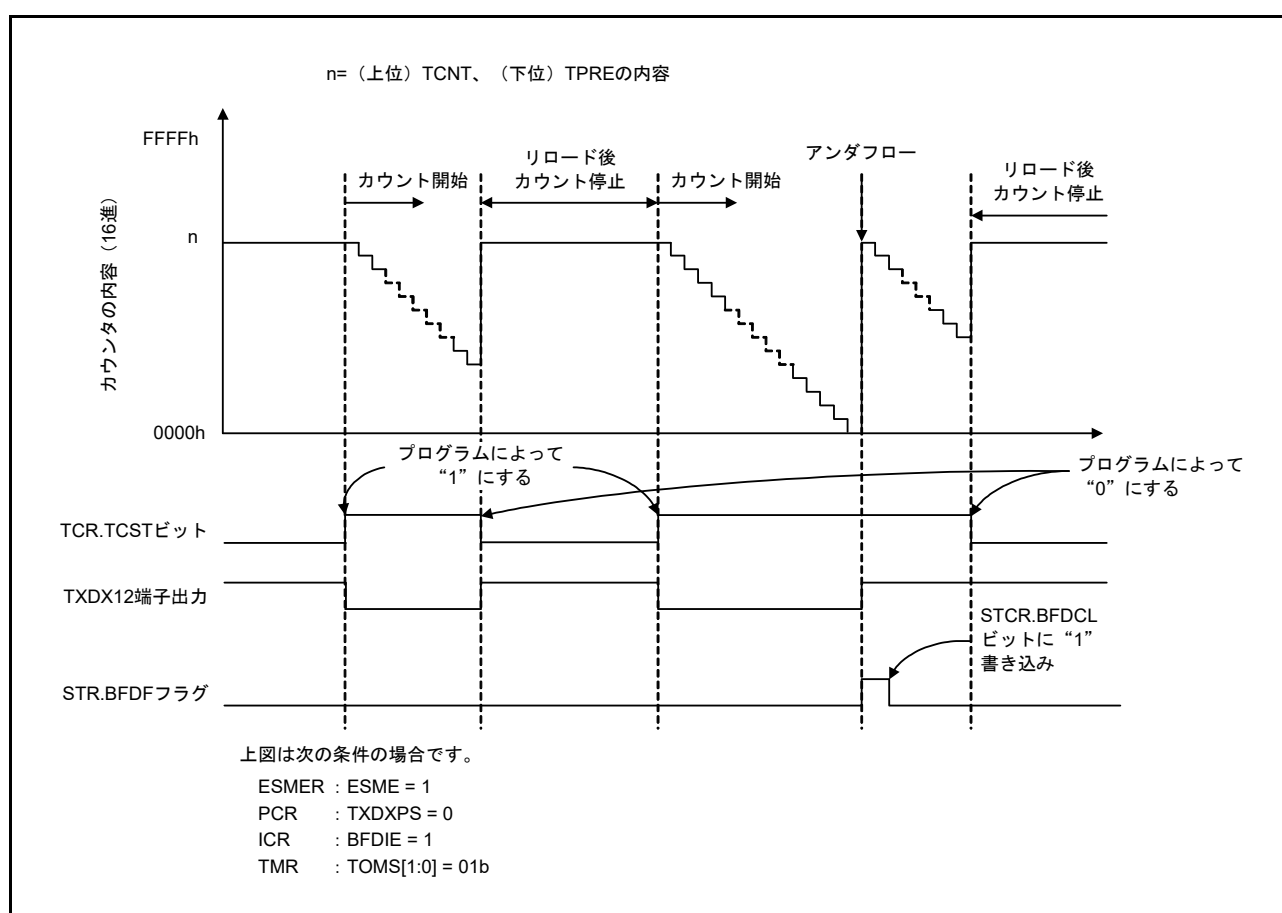 n=（上位）TCNT、（下位）TPREの内容
FFFFh
n
0000h
カウンタの内容（16進）
カウント開始
リロード後
カウント停止
カウント開始
アンダフロー
リロード後
カウント停止
プログラムによって
“1”にする
プログラムによって
“0”にする
TCR.TCSTビット
TXDX12端子出力
STCR.BFDCL
ビットに“1”
書き込み
STR.BFDFフラグ
上図は次の条件の場合です。
ESMER：ESME = 1
PCR ：TXDXPS = 0
ICR ：BFDIE = 1
TMR ：TOMS[1:0] = 01b